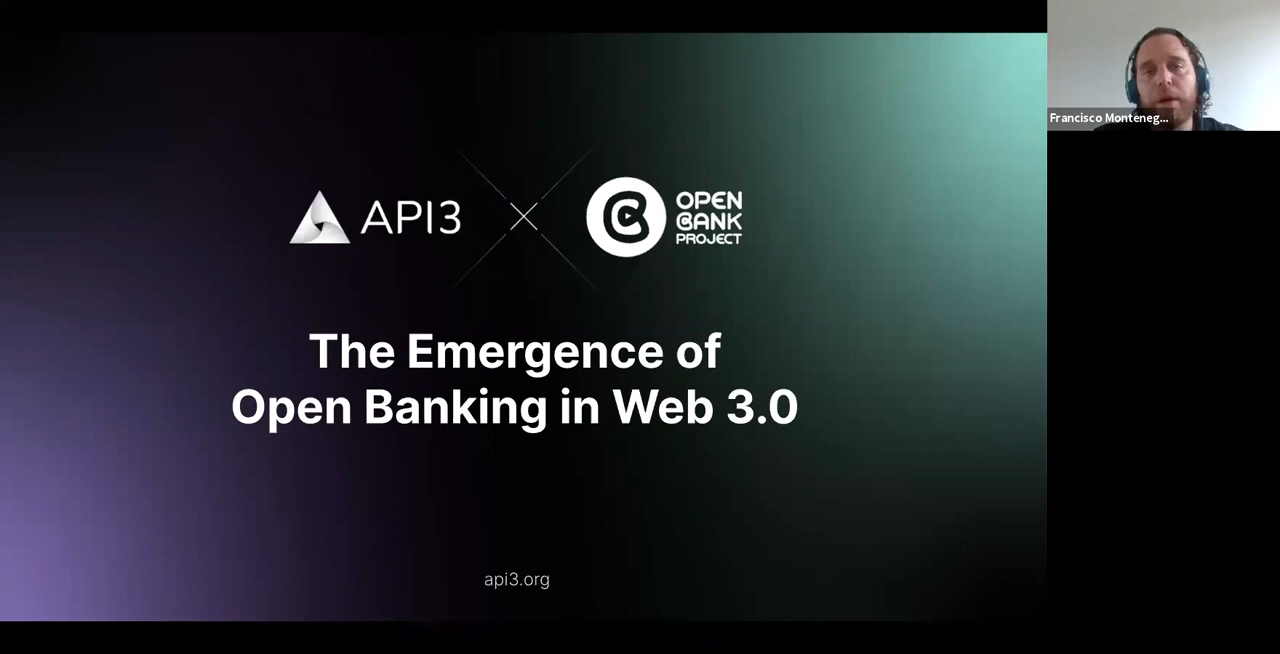 API3
OPEN
BANK
PROJECT
The Emergence of
Open Banking in Web 3.0
api3.org
Francisco Monteneg...